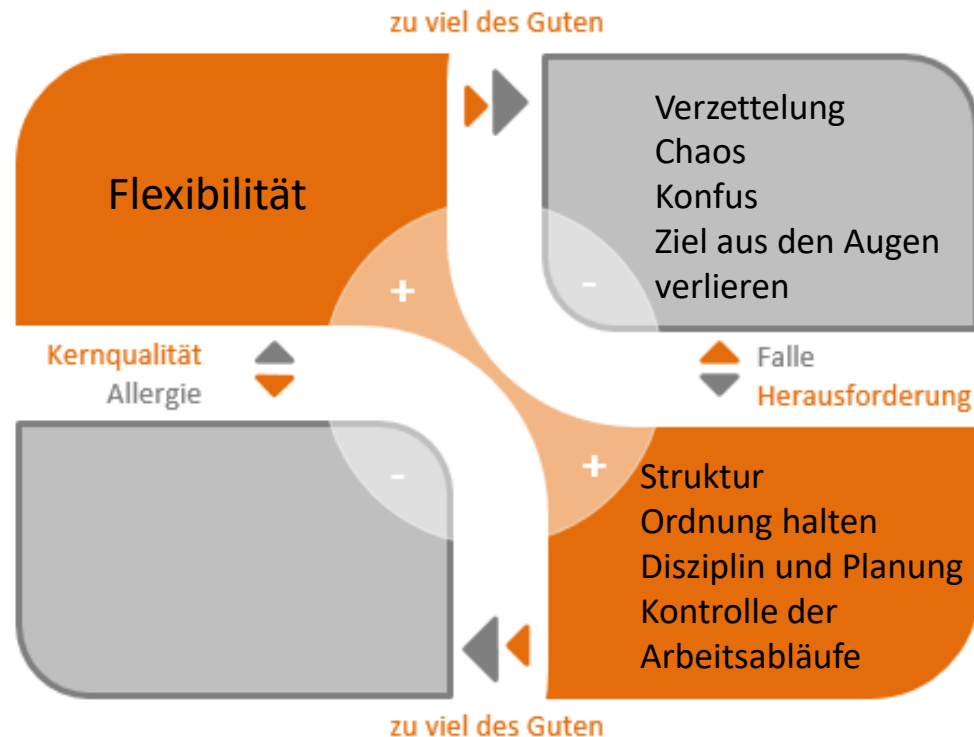 zu viel des Guten
Flexibilität
Verzettelung
Chaos
Konfus
Ziel aus den Augen
verlieren
+
-
Kernqualität
Allergie
Falle
Herausforderung
-
+
Struktur
Ordnung halten
Disziplin und Planung
Kontrolle der
Arbeitsabläufe
zu viel des Guten